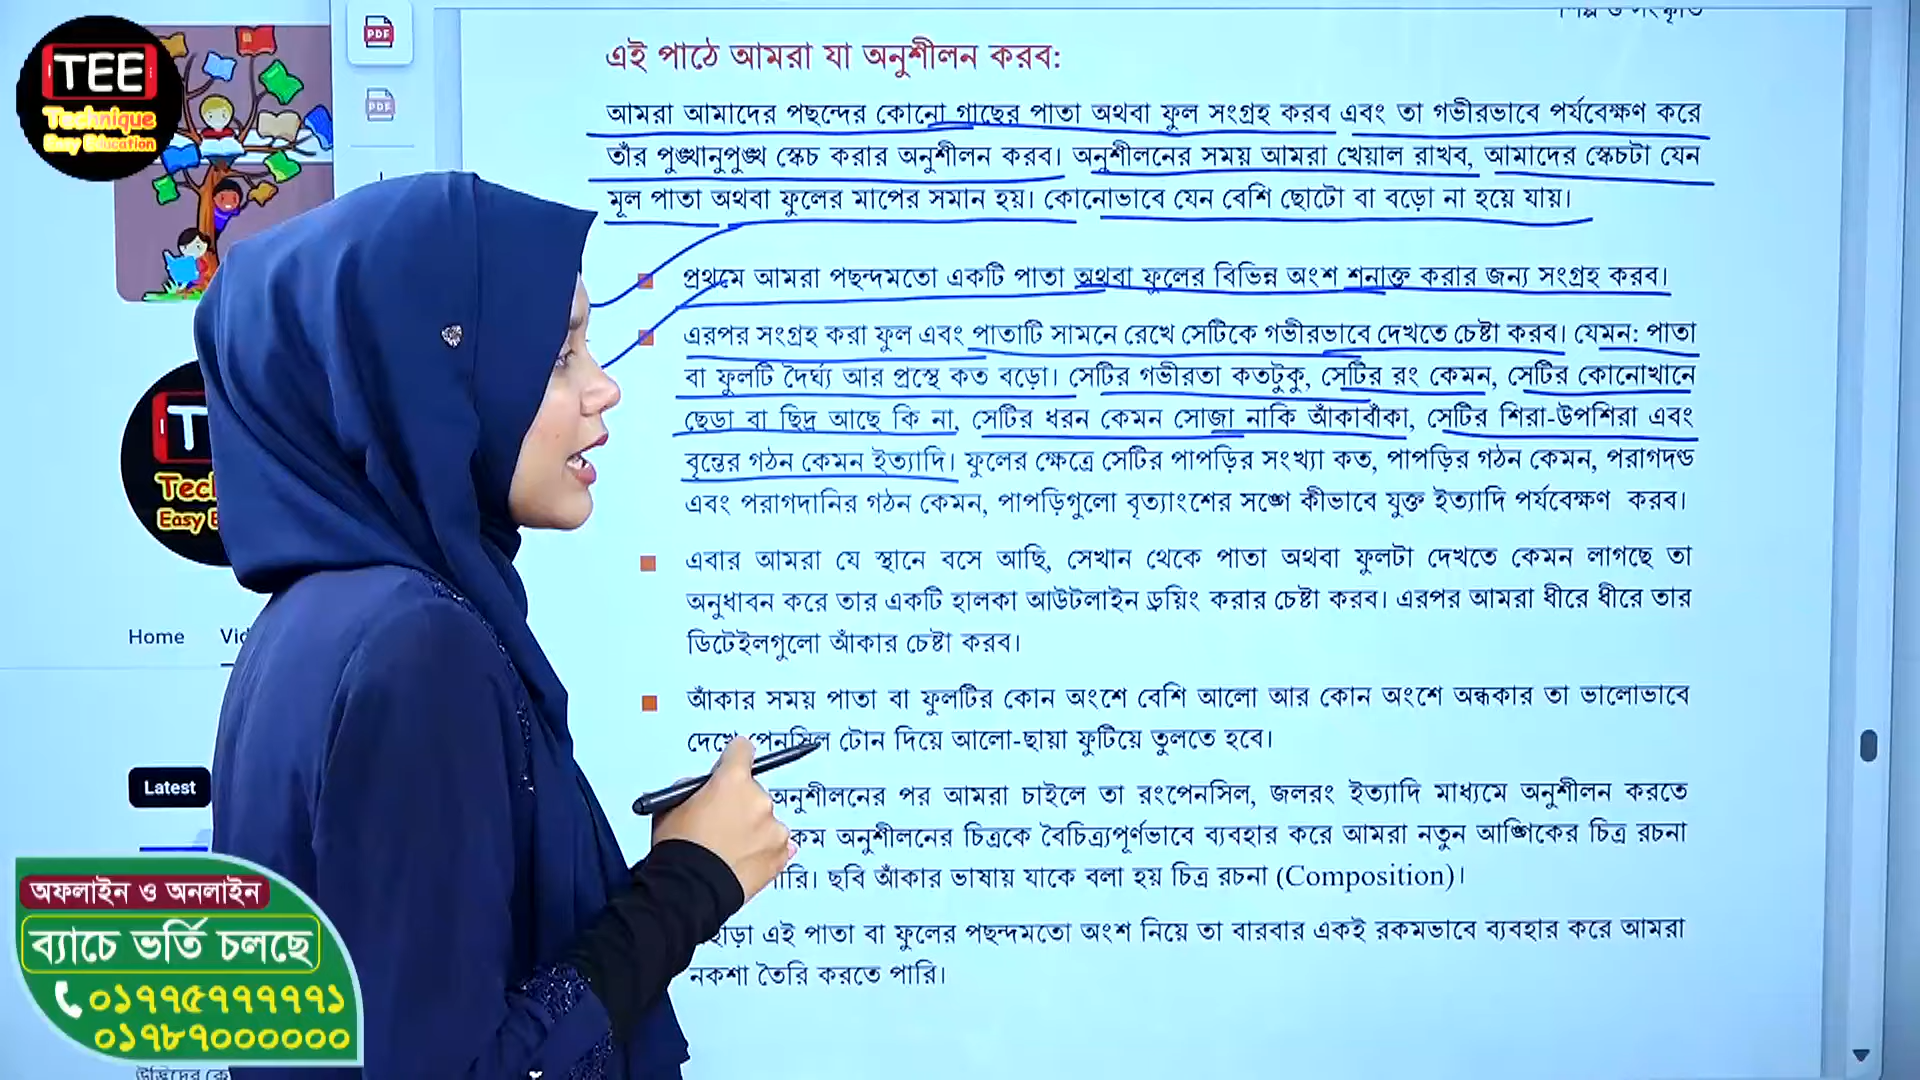 শিল্প ও সংস্কৃতি
এই পাঠে আমরা যা অনুশীলন করব:
আমরা আমাদের পছন্দের কোনো গাছের পাতা অথবা ফুল সংগ্রহ করব এবং তা গভীরভাবে পর্যবেক্ষণ করে
তাঁর পুঙ্খানুপুঙ্খ স্কেচ করার অনুশীলন করব। অনুশীলনের সময় আমরা খেয়াল রাখব, আমাদের স্কেচটা যেন
মূল পাতা অথবা ফুলের মাপের সমান হয়। কোনোভাবে যেন বেশি ছোটো বা বড়ো না হয়ে যায়।
প্রথমে আমরা পছন্দমতো একটি পাতা অথবা ফুলের বিভিন্ন অংশ শনাক্ত করার জন্য সংগ্রহ করব।
এরপর সংগ্রহ করা ফুল এবং পাতাটি সামনে রেখে সেটিকে গভীরভাবে দেখতে চেষ্টা করব। যেমন: পাতা
বা ফুলটি দৈর্ঘ্য আর প্রস্থে কত বড়ো। সেটির গভীরতা কতটুকু, সেটির রং কেমন, সেটির কোনোখানে
ছেড়া বা ছিদ্র আছে কি না, সেটির ধরন কেমন সোজা নাকি আঁকাবাঁকা, সেটির শিরা-উপশিরা এবং
বৃন্তের গঠন কেমন ইত্যাদি। ফুলের ক্ষেত্রে সেটির পাপড়ির সংখ্যা কত, পাপড়ির গঠন কেমন, পরাগদণ্ড
এবং পরাগদানির গঠন কেমন, পাপড়িগুলো বৃত্যাংশের সঙ্গে কীভাবে যুক্ত ইত্যাদি পর্যবেক্ষণ করব।
এবার আমরা যে স্থানে বসে আছি, সেখান থেকে পাতা অথবা ফুলটা দেখতে কেমন লাগছে তা
অনুধাবন করে তার একটি হালকা আউটলাইন ড্রয়িং করার চেষ্টা করব। এরপর আমরা ধীরে ধীরে তার
ডিটেইলগুলো আঁকার চেষ্টা করব।
আঁকার সময় পাতা বা ফুলটির কোন অংশে বেশি আলো আর কোন অংশে অন্ধকার তা ভালোভাবে
দেখে পেনসিল টোন দিয়ে আলো-ছায়া ফুটিয়ে তুলতে হবে।
অনুশীলনের পর আমরা চাইলে তা রংপেনসিল, জলরং ইত্যাদি মাধ্যমে অনুশীলন করতে
কম অনুশীলনের চিত্রকে বৈচিত্র্যপূর্ণভাবে ব্যবহার করে আমরা নতুন আঙ্গিকের চিত্র রচনা
ারি। ছবি আঁকার ভাষায় যাকে বলা হয় চিত্র রচনা (Composition)।
ছাড়া এই পাতা বা ফুলের পছন্দমতো অংশ নিয়ে তা বারবার একই রকমভাবে ব্যবহার করে আমরা
নকশা তৈরি করতে পারি।
TEE
Technique
Easy Education
PDF
PDF
T
Tec
Easy E
Home Vid
Latest
অফলাইন ও অনলাইন
ব্যাচে ভর্তি চলছে
০১৭৭৫৭৭৭৭৭১
০১৭৮৭০০০০০০
উদ্ভিদের কে